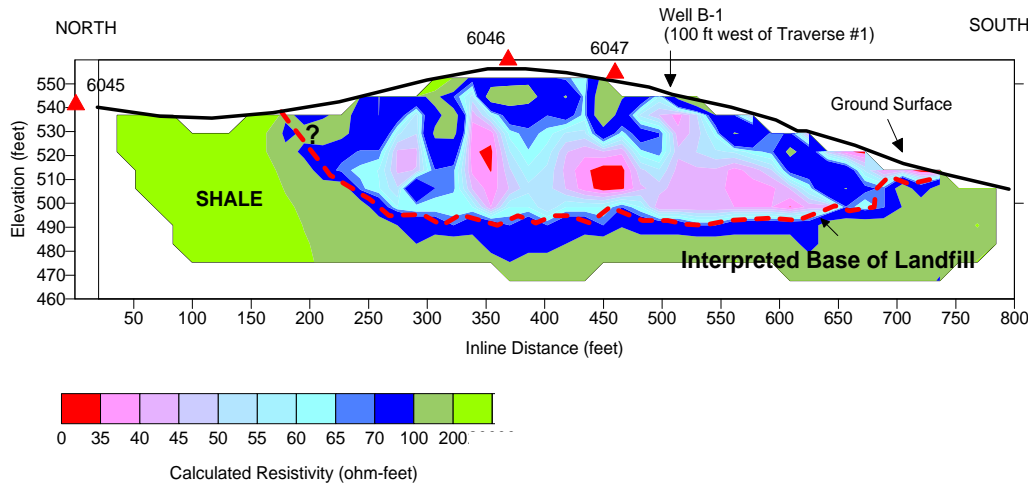 NORTH
Well B-1
(100 ft west of Traverse #1)
SOUTH
6046
6047
6045
Ground Surface
?
SHALE
Interpreted Base of Landfill
Elevation (feet)
550
540
530
520
510
500
490
480
470
460
50 100 150 200 250 300 350 400 450 500 550 600 650 700 750 800
Inline Distance (feet)
0 35 40 45 50 55 60 65 70 100 200
Calculated Resistivity (ohm-feet)